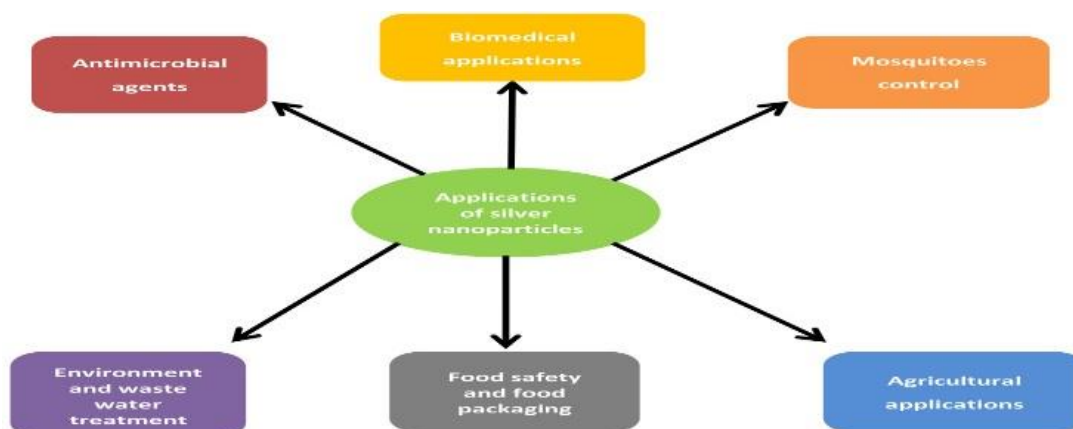 Antimicrobial
agents
Biomedical
applications
Mosquitoes
control
Applications
of silver
nanoparticles
Environment
and waste
water
treatment
Food safety
and food
packaging
Agricultural
applications